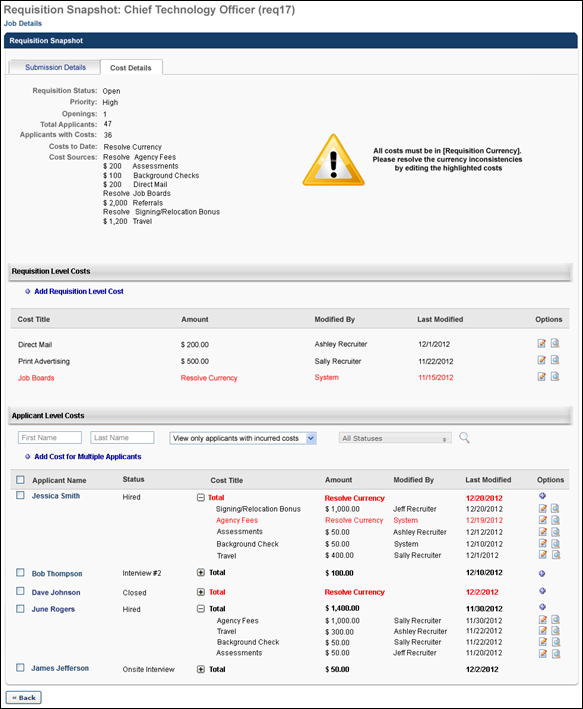 Requisition Snapshot: Chief Technology Officer (req17)
Job Details
Requisition Snapshot
Submission Details
Cost Details
Requisition Status: Open
Priority: High
Openings: 1
Total Applicants: 47
Applicants with Costs: 36
Costs to Date: Resolve Currency
Cost Sources: Resolve Agency Fees
$ 200 Assessments
$ 100 Background Checks
$ 200 Direct Mail
Resolve Job Boards
$ 2,000 Referrals
Resolve Signing/Relocation Bonus
$ 1,200 Travel
All costs must be in [Requisition Currency].
Please resolve the currency inconsistencies
by editing the highlighted costs
Requisition Level Costs
Add Requisition Level Cost
Cost Title Amount Modified By Last Modified Options
Direct Mail $ 200.00 Ashley Recruiter 12/1/2012
Print Advertising $ 500.00 Sally Recruiter 11/22/2012
Job Boards Resolve Currency System 11/15/2012
Applicant Level Costs
First Name Last Name View only applicants with incurred costs All Statuses
Add Cost for Multiple Applicants
Applicant Name Status Cost Title Amount Modified By Last Modified Options
Jessica Smith Hired Total Resolve Currency 12/20/2012
Signing/Relocation Bonus $ 1,000.00 Jeff Recruiter 12/20/2012
Agency Fees Resolve Currency System 12/19/2012
Assessments $ 50.00 Ashley Recruiter 12/12/2012
Background Check $ 50.00 System 12/10/2012
Travel $ 400.00 Sally Recruiter 12/1/2012
Bob Thompson Interview #2 Total $ 100.00 12/10/2012
Dave Johnson Closed Total Resolve Currency 12/2/2012
June Rogers Hired Total $ 1,400.00 11/30/2012
Agency Fees $ 1,000.00 Sally Recruiter 11/30/2012
Travel $ 300.00 Ashley Recruiter 11/22/2012
Background Check $ 50.00 Sally Recruiter 11/22/2012
Assessments $ 50.00 Jeff Recruiter 11/20/2012
James Jefferson Onsite Interview Total $ 50.00 12/2/2012
« Back